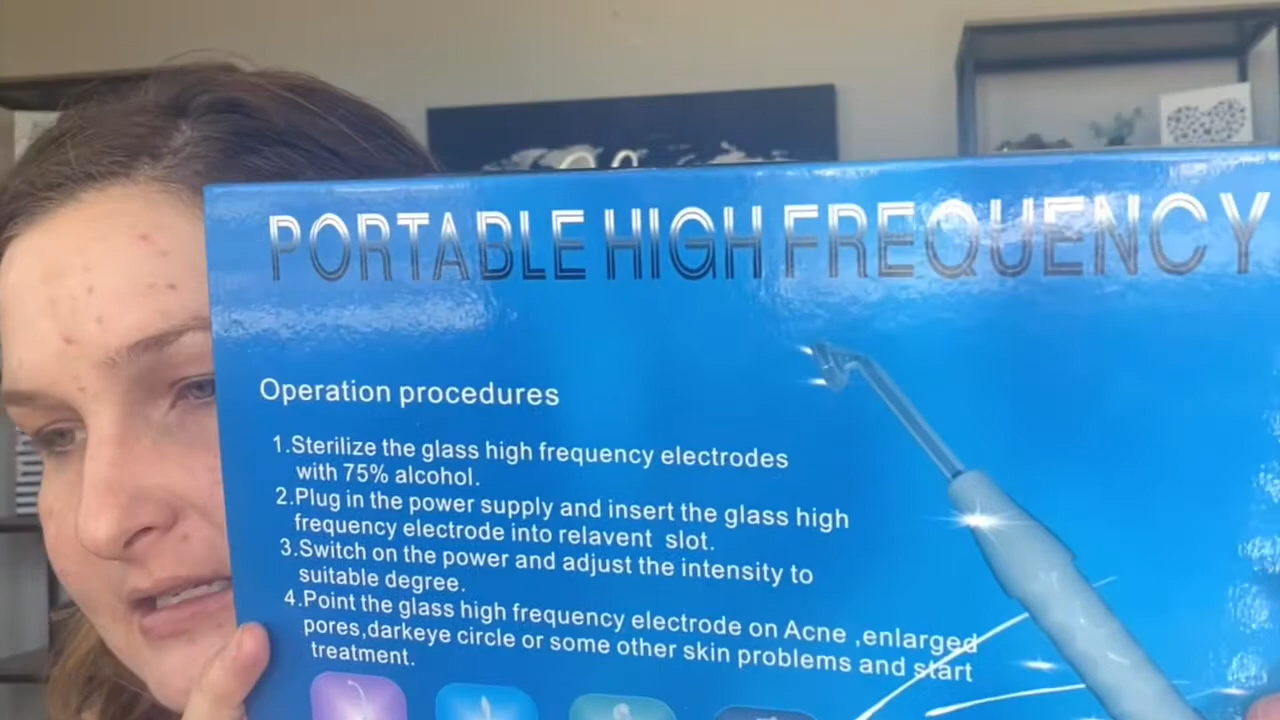 PORTABLE HIGH FREQUENCY
Operation procedures
1.Sterilize the glass high frequency electrodes
with 75% alcohol.
2.Plug in the power supply and insert the glass high
frequency electrode into relavent slot.
3.Switch on the power and adjust the intensity to
suitable degree.
4.Point the glass high frequency electrode on Acne ,enlarged
pores,darkeye circle or some other skin problems and start
treatment.